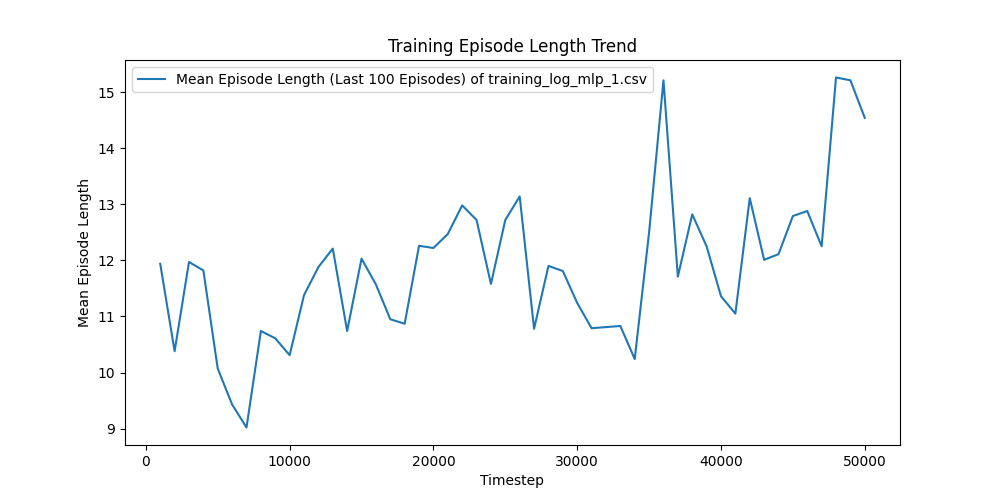 Training Episode Length Trend
Mean Episode Length (Last 100 Episodes) of training_log_mlp_1.csv
Mean Episode Length
15
14
13
12
11
10
9
0 10000 20000 30000 40000 50000
Timestep